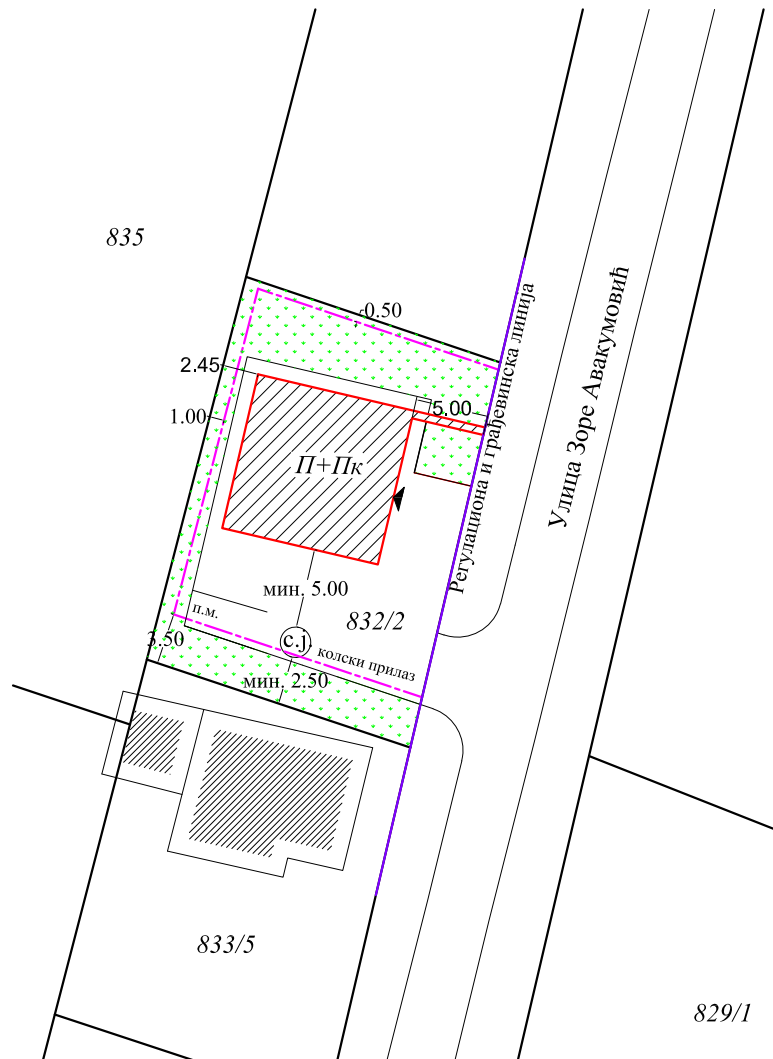 835
0.50
2.45
1.00
5.00
П+Пк
Регулациона и грађевинска линија
Улица Зоре Авакумовић
мин. 5.00
п.м.
832/2
3.50
с.ј.
колски прилаз
мин. 2.50
833/5
829/1